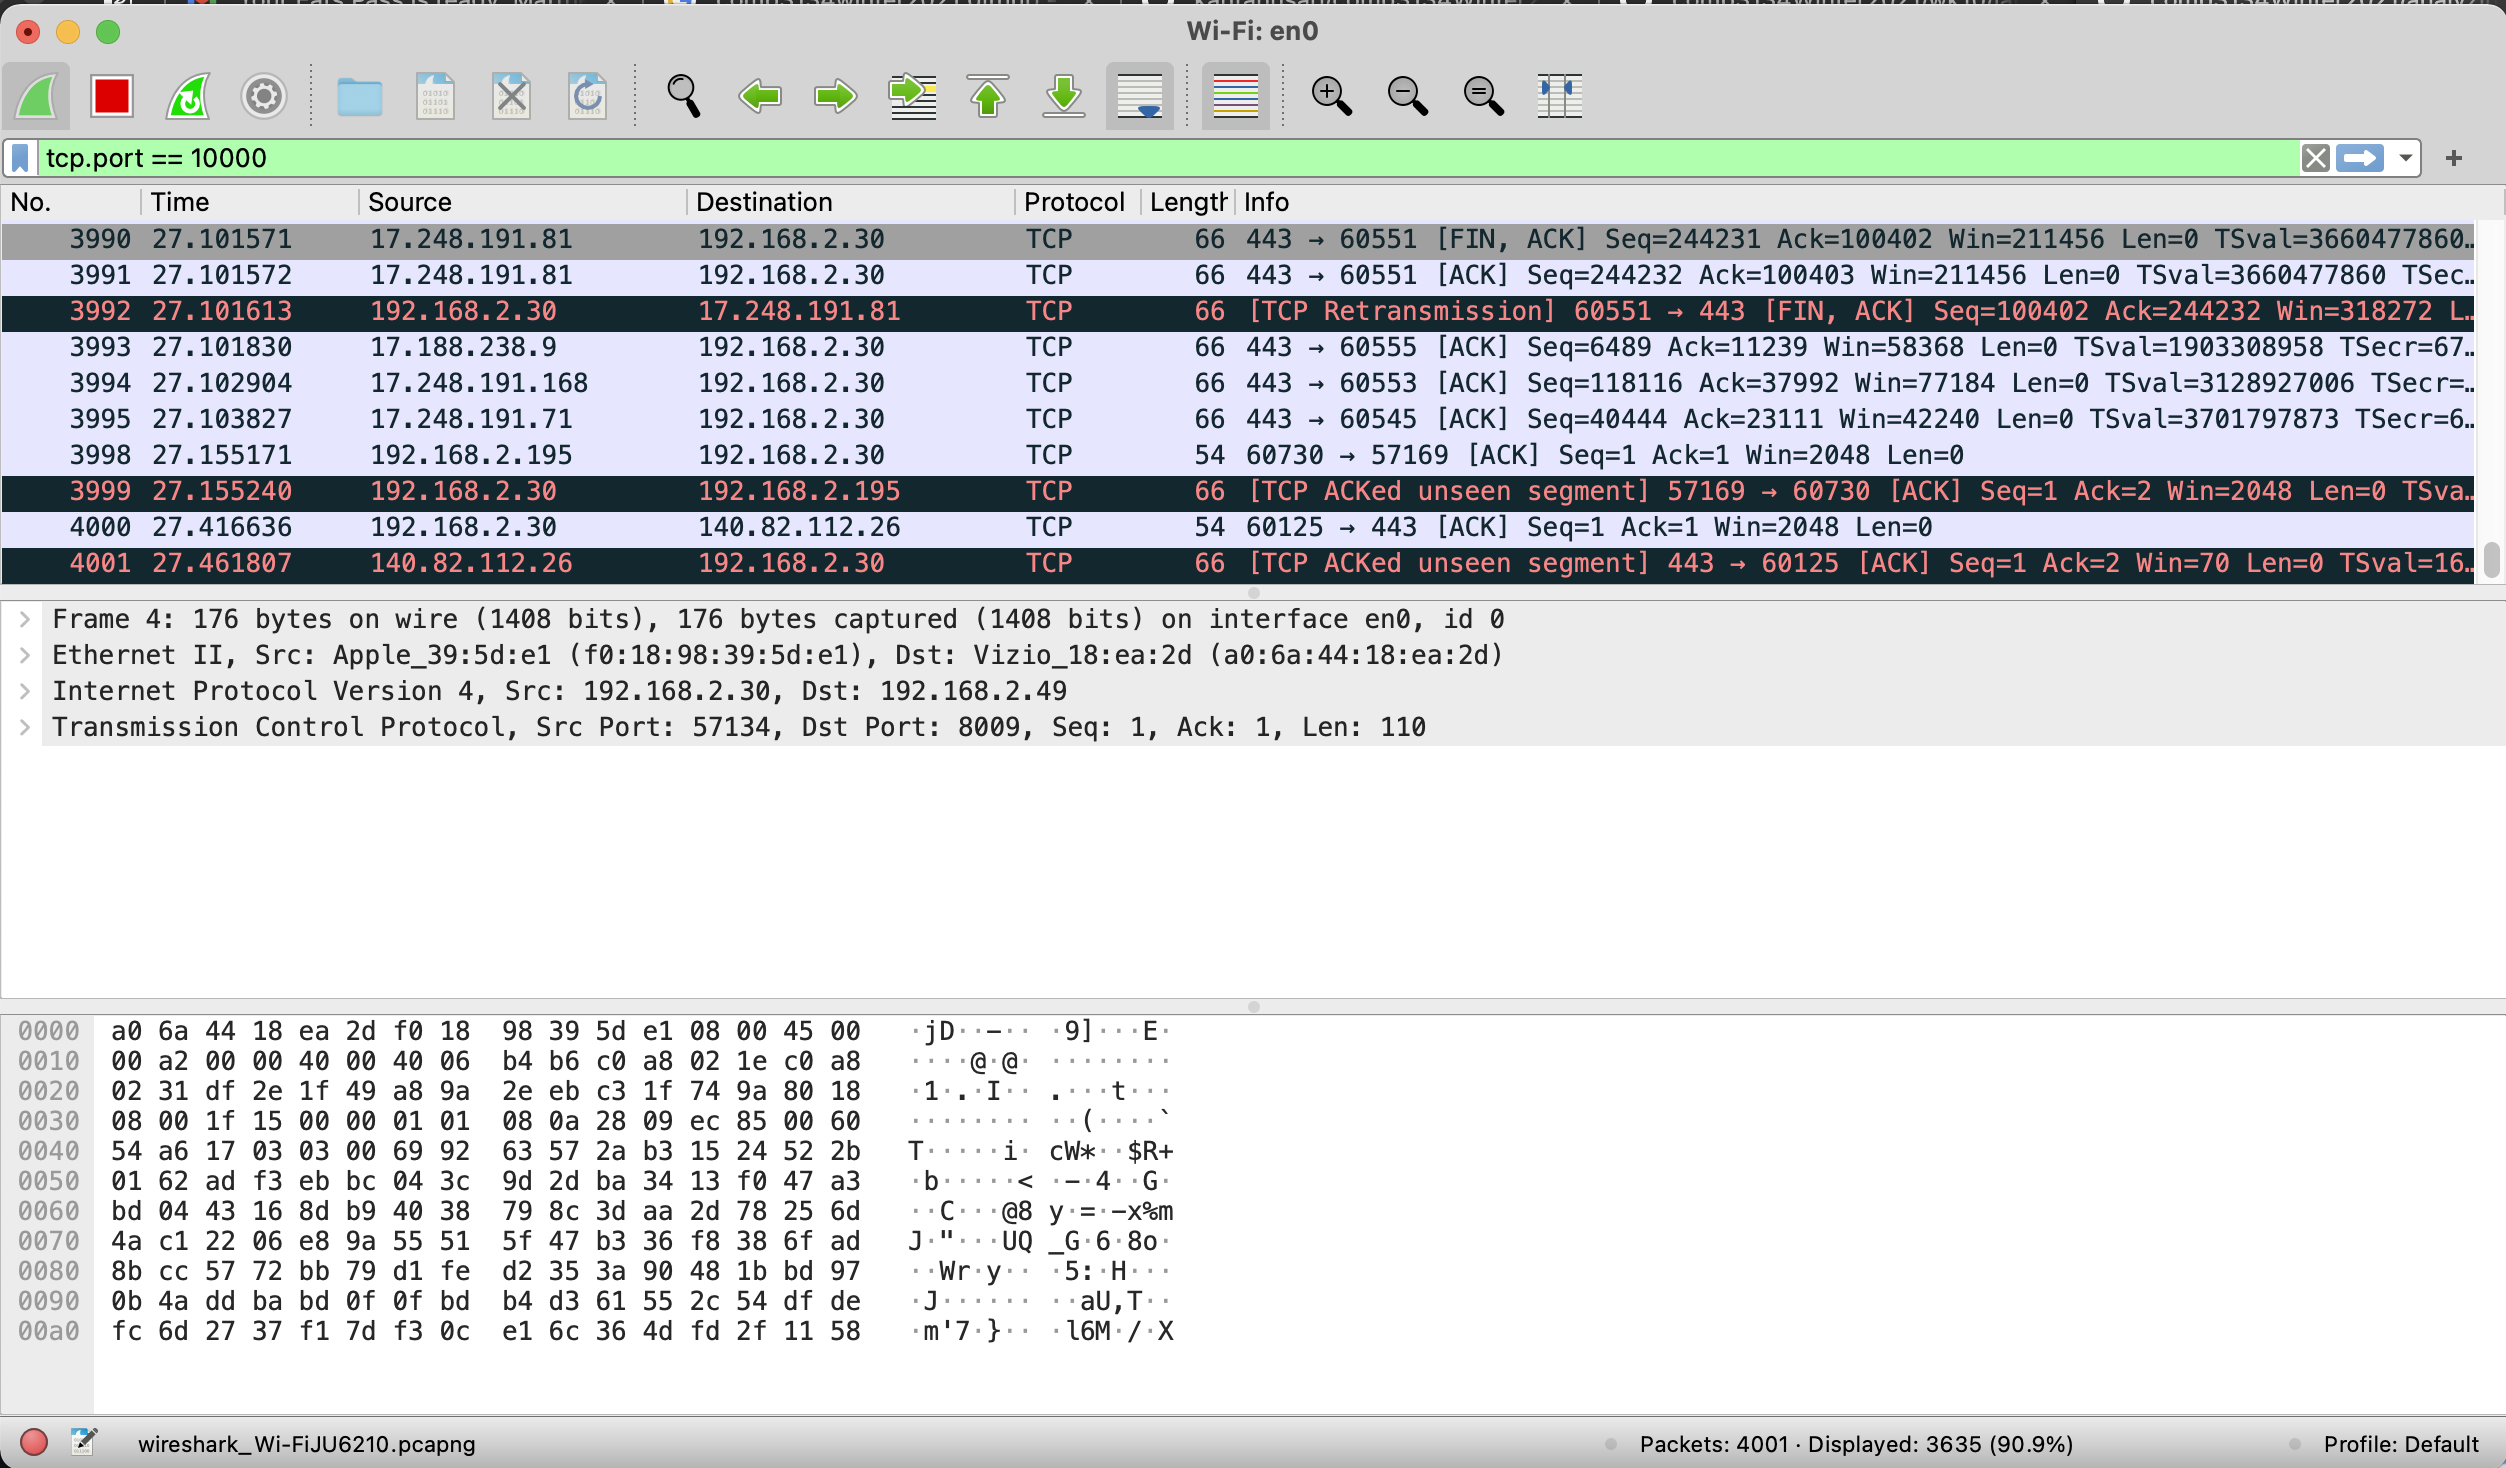 Wi-Fi: en0
tcp.port == 10000
No. Time Source Destination Protocol Length Info
3990 27.101571 17.248.191.81 192.168.2.30 TCP 66 443 → 60551 [FIN, ACK] Seq=244231 Ack=100402 Win=211456 Len=0 TSval=3660477860…
3991 27.101572 17.248.191.81 192.168.2.30 TCP 66 443 → 60551 [ACK] Seq=244232 Ack=100403 Win=211456 Len=0 TSval=3660477860 TSec…
3992 27.101613 192.168.2.30 17.248.191.81 TCP 66 [TCP Retransmission] 60551 → 443 [FIN, ACK] Seq=100402 Ack=244232 Win=318272 L…
3993 27.101830 17.188.238.9 192.168.2.30 TCP 66 443 → 60555 [ACK] Seq=6489 Ack=11239 Win=58368 Len=0 TSval=1903308958 TSecr=67…
3994 27.102904 17.248.191.168 192.168.2.30 TCP 66 443 → 60553 [ACK] Seq=118116 Ack=37992 Win=77184 Len=0 TSval=3128927006 TSecr=…
3995 27.103827 17.248.191.71 192.168.2.30 TCP 66 443 → 60545 [ACK] Seq=40444 Ack=23111 Win=42240 Len=0 TSval=3701797873 TSecr=6…
3998 27.155171 192.168.2.195 192.168.2.30 TCP 54 60730 → 57169 [ACK] Seq=1 Ack=1 Win=2048 Len=0
3999 27.155240 192.168.2.30 192.168.2.195 TCP 66 [TCP ACKed unseen segment] 57169 → 60730 [ACK] Seq=1 Ack=2 Win=2048 Len=0 TSva…
4000 27.416636 192.168.2.30 140.82.112.26 TCP 54 60125 → 443 [ACK] Seq=1 Ack=1 Win=2048 Len=0
4001 27.461807 140.82.112.26 192.168.2.30 TCP 66 [TCP ACKed unseen segment] 443 → 60125 [ACK] Seq=1 Ack=2 Win=70 Len=0 TSval=16…
Frame 4: 176 bytes on wire (1408 bits), 176 bytes captured (1408 bits) on interface en0, id 0
Ethernet II, Src: Apple_39:5d:e1 (f0:18:98:39:5d:e1), Dst: Vizio_18:ea:2d (a0:6a:44:18:ea:2d)
Internet Protocol Version 4, Src: 192.168.2.30, Dst: 192.168.2.49
Transmission Control Protocol, Src Port: 57134, Dst Port: 8009, Seq: 1, Ack: 1, Len: 110
0000 a0 6a 44 18 ea 2d f0 18 98 39 5d e1 08 00 45 00 ·jD··-·· ·9]···E·
0010 00 a2 00 00 40 00 40 06 b4 b6 c0 a8 02 1e c0 a8 ····@·@· ········
0020 02 31 df 2e 1f 49 a8 9a 2e eb c3 1f 74 9a 80 18 ·1·.·I·· .···t···
0030 08 00 1f 15 00 00 01 01 08 0a 28 09 ec 85 00 60 ········ ··(····`
0040 54 a6 17 03 03 00 69 92 63 57 2a b3 15 24 52 2b T·····i· cW*··$R+
0050 01 62 ad f3 eb bc 04 3c 9d 2d ba 34 13 f0 47 a3 ·b·····< ·-·4··G·
0060 bd 04 43 16 8d b9 40 38 79 8c 3d aa 2d 78 25 6d ··C···@8 y·=·-x%m
0070 4a c1 22 06 e8 9a 55 51 5f 47 b3 36 f8 38 6f ad J·"···UQ _G·6·8o·
0080 8b cc 57 72 bb 79 d1 fe d2 35 3a 90 48 1b bd 97 ··Wr·y·· ·5:·H···
0090 0b 4a dd ba bd 0f 0f bd b4 d3 61 55 2c 54 df de ·J······ ··aU,T··
00a0 fc 6d 27 37 f1 7d f3 0c e1 6c 36 4d fd 2f 11 58 ·m'7·}·· ·l6M·/·X
wireshark_Wi-FiJU6210.pcapng Packets: 4001 · Displayed: 3635 (90.9%) Profile: Default